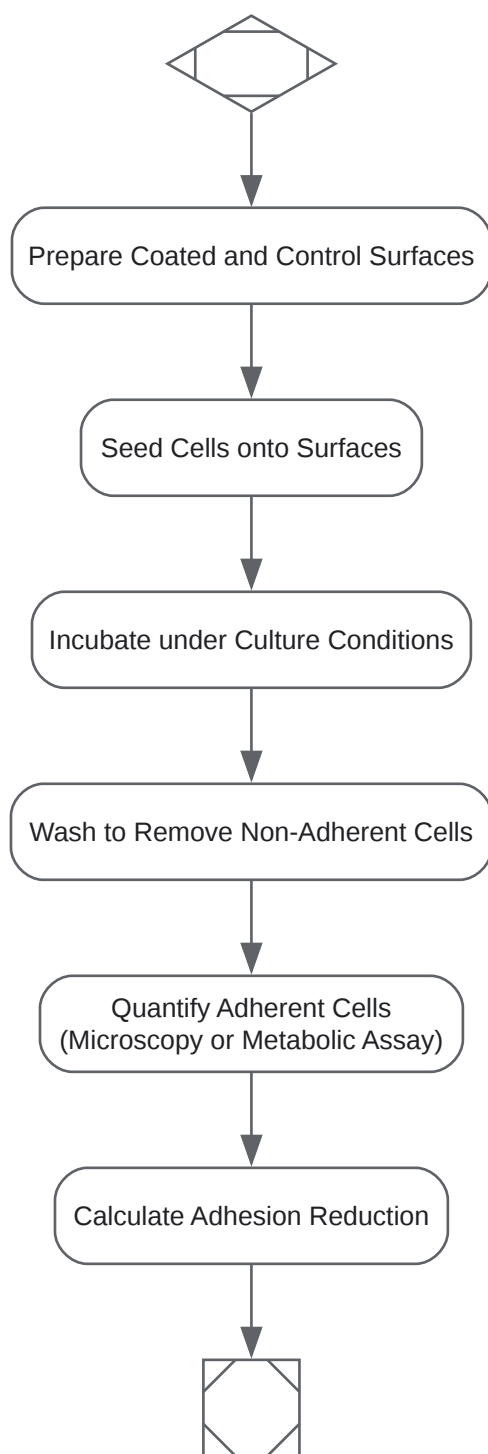 Prepare Coated and Control Surfaces
Seed Cells onto Surfaces
Incubate under Culture Conditions
Wash to Remove Non-Adherent Cells
Quantify Adherent Cells
(Microscopy or Metabolic Assay)
Calculate Adhesion Reduction